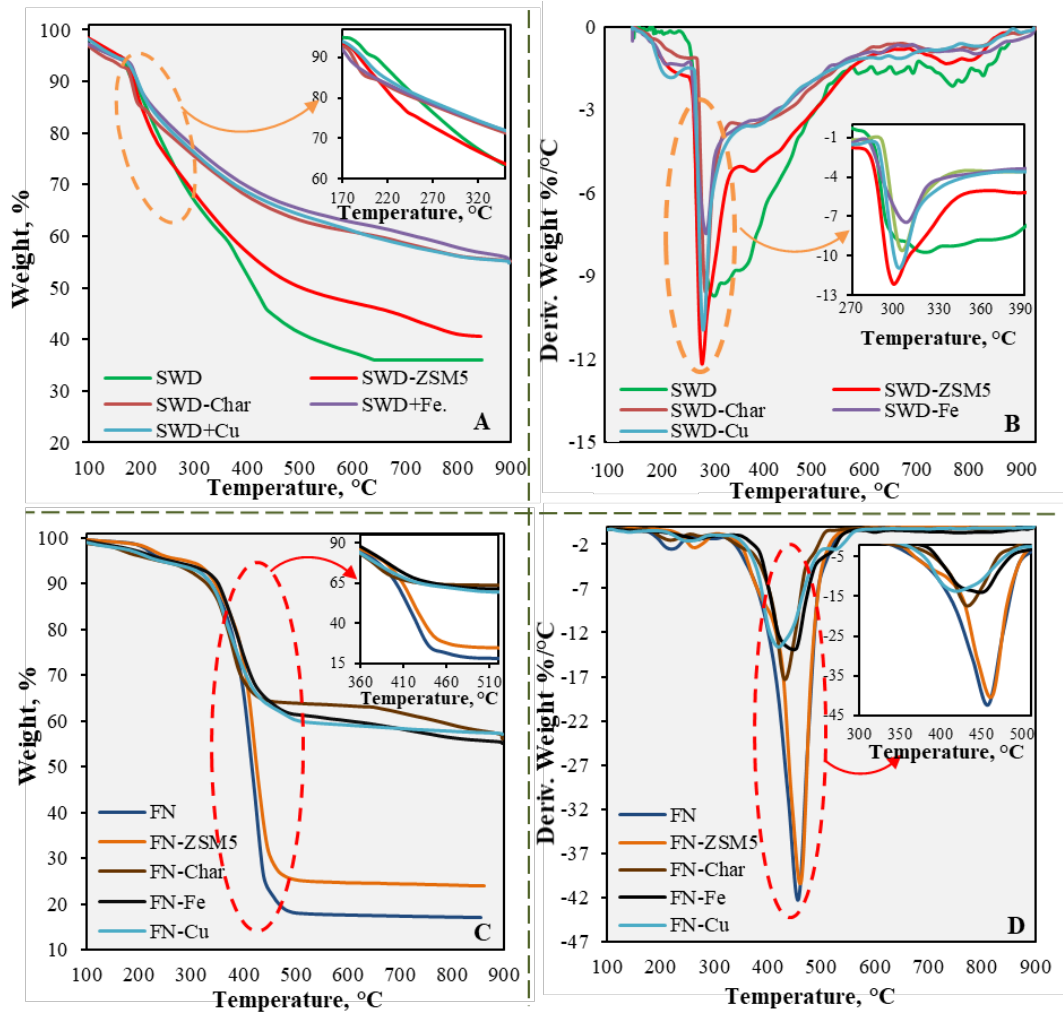 Weight, %
100
90
80
70
60
50
40
30
20
100 200 300 400 500 600 700 800 900
Temperature, °C
90
80
70
60
170 220 270 320
Temperature, °C
SWD SWD-ZSM5
SWD-Char SWD+Fe.
SWD+Cu
A
Deriv. Weight %/°C
0
-3
-6
-9
-12
-15
-100 200 300 400 500 600 700 800 900
Temperature, °C
-1
-4
-7
-10
-13
270 300 330 360 390
Temperature, °C
SWD SWD-ZSM5
SWD-Char SWD-Fe
SWD-Cu
B
Weight, %
100
90
80
70
60
50
40
30
20
10
100 200 300 400 500 600 700 800 900
Temperature, °C
90
65
40
15
360 410 460 510
Temperature, °C
FN
FN-ZSM5
FN-Char
FN-Fe
FN-Cu
C
Deriv. Weight %/°C
-2
-7
-12
-17
-22
-27
-32
-37
-42
-47
100 200 300 400 500 600 700 800 900
Temperature, °C
-5
-15
-25
-35
-45
300 400 450 500
Temperature, °C
FN
FN-ZSM5
FN-Char
FN-Fe
FN-Cu
D